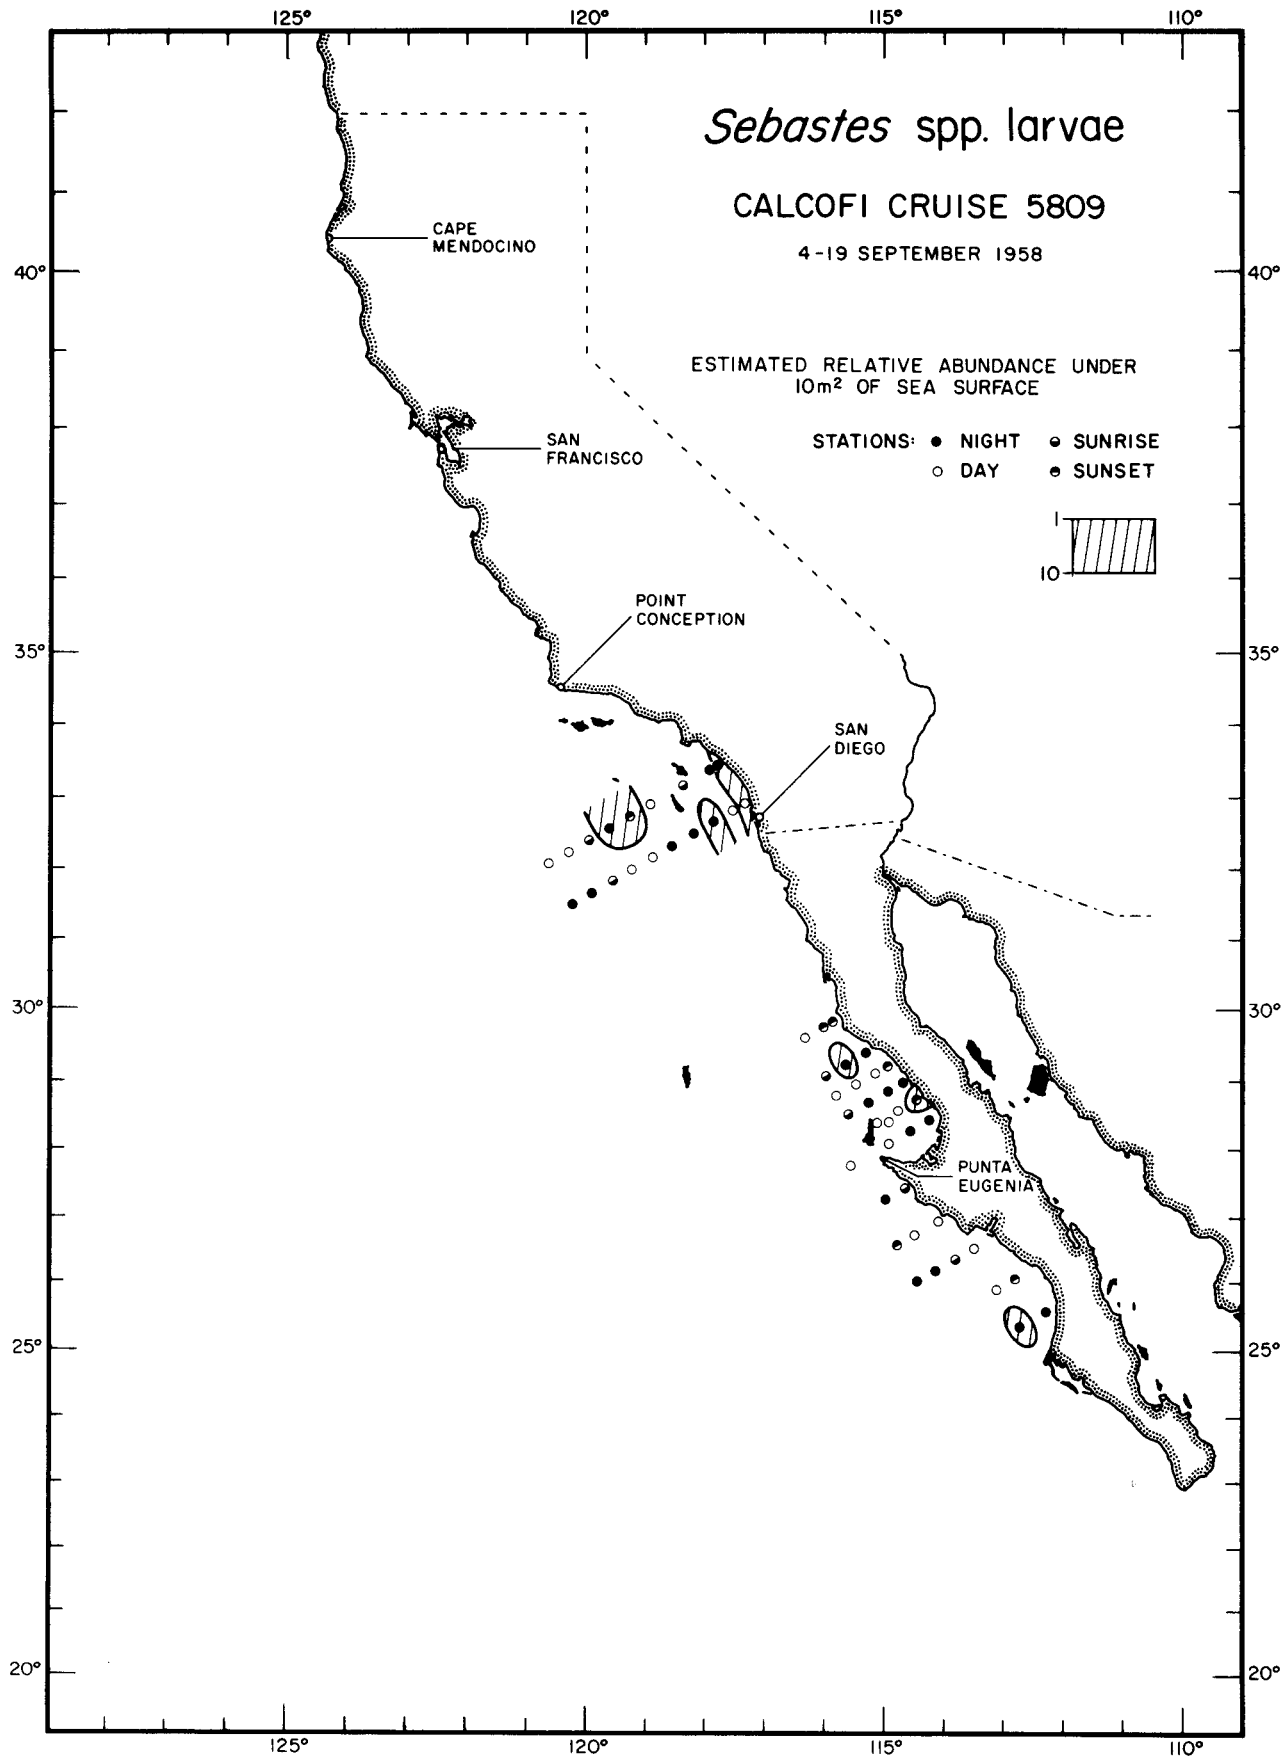 125° 120° 115° 110°
Sebastes spp. larvae
CALCOFI CRUISE 5809
4-19 SEPTEMBER 1958
CAPE
MENDOCINO
40° 40°
ESTIMATED RELATIVE ABUNDANCE UNDER
10m² OF SEA SURFACE
STATIONS: NIGHT SUNRISE
DAY SUNSET
SAN
FRANCISCO
1
10
POINT
CONCEPTION
35° 35°
SAN
DIEGO
30° 30°
PUNTA
EUGENIA
25° 25°
20° 20°
125° 120° 115° 110°